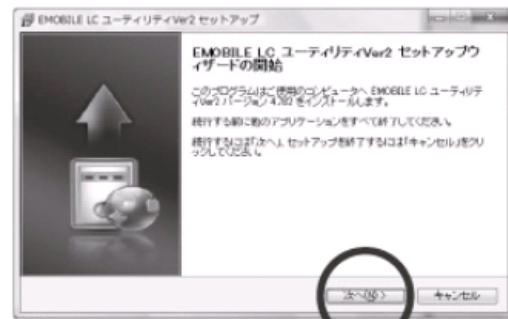 EMOBILE LC ユーティリティVer2 セットアップ
EMOBILE LC ユーティリティVer2 セットアップウ
ィザードの開始
このプログラムはご使用のコンピュータへ EMOBILE LC ユーティリテ
ィVer2 バージョン 4.282 をインストールします。
続行する前に他のアプリケーションをすべて終了してください。
続行するには「次へ」、セットアップを終了するには「キャンセル」をクリ
ックしてください。
次へ(N) >
キャンセル